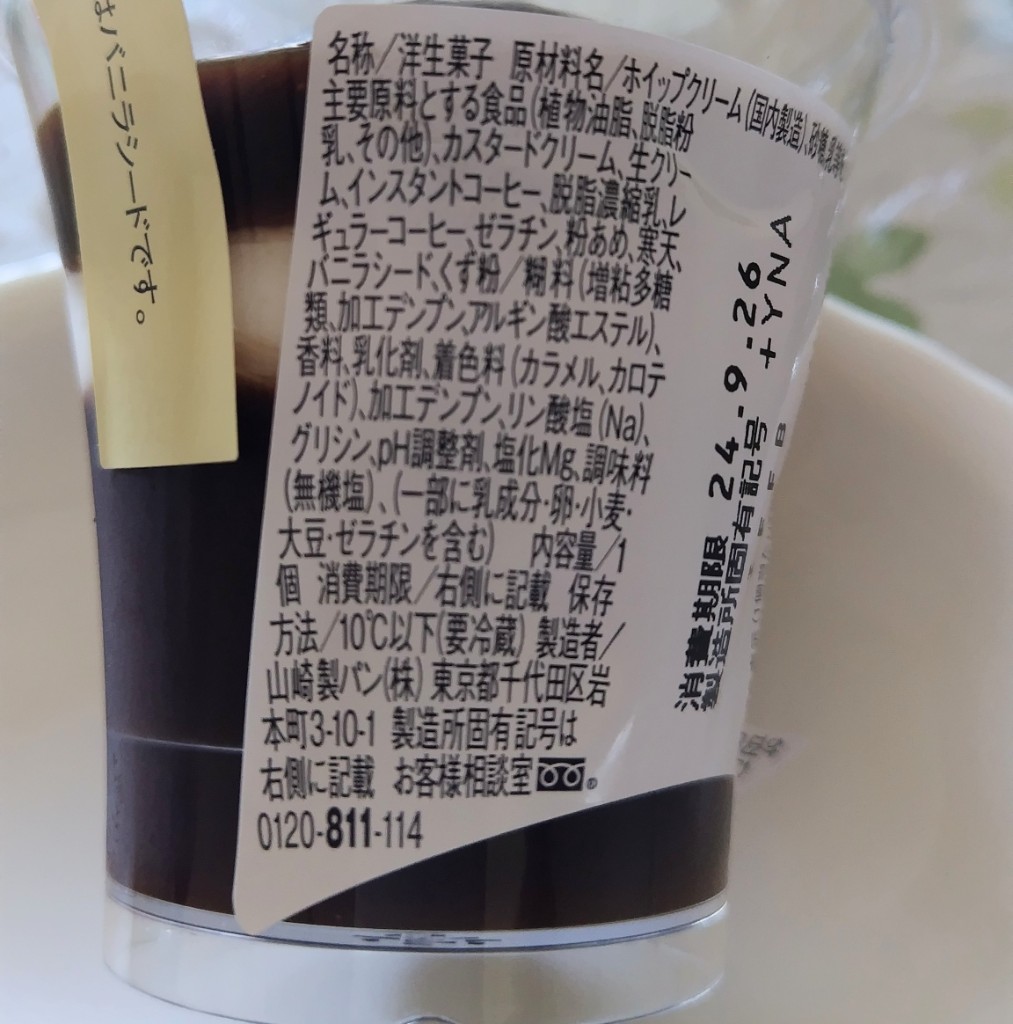 はバニラシードです。
名称/洋生菓子 原材料名/ホイップクリーム(国内製造)、砂糖、乳等を
主要原料とする食品(植物油脂、脱脂粉
乳、その他)、カスタードクリーム、生クリー
ム、インスタントコーヒー、脱脂濃縮乳、レ
ギュラーコーヒー、ゼラチン、粉あめ、寒天、
バニラシード、くず粉/糊料(増粘多糖
類、加工デンプン、アルギン酸エステル)、
香料、乳化剤、着色料(カラメル、カロテ
ノイド)、加工デンプン、リン酸塩(Na)、
グリシン、pH調整剤、塩化Mg、調味料
(無機塩)、(一部に乳成分・卵・小麦・
大豆・ゼラチンを含む) 内容量/1
個 消費期限/右側に記載 保存
方法/10℃以下(要冷蔵) 製造者/
山崎製パン(株) 東京都千代田区岩
本町3-10-1 製造所固有記号は
右側に記載 お客様相談室
0120-811-114
消費期限 24.9.26
製造所固有記号 +YNA